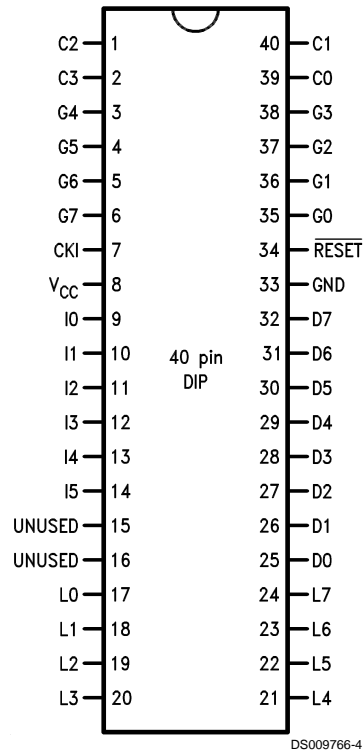 C2 1 40 C1
C3 2 39 C0
G4 3 38 G3
G5 4 37 G2
G6 5 36 G1
G7 6 35 G0
CKI 7 34 RESET
VCC 8 33 GND
I0 9 32 D7
I1 10 31 D6
40 pin
I2 11 30 D5
DIP
I3 12 29 D4
I4 13 28 D3
I5 14 27 D2
UNUSED 15 26 D1
UNUSED 16 25 D0
L0 17 24 L7
L1 18 23 L6
L2 19 22 L5
L3 20 21 L4
DS009766-4